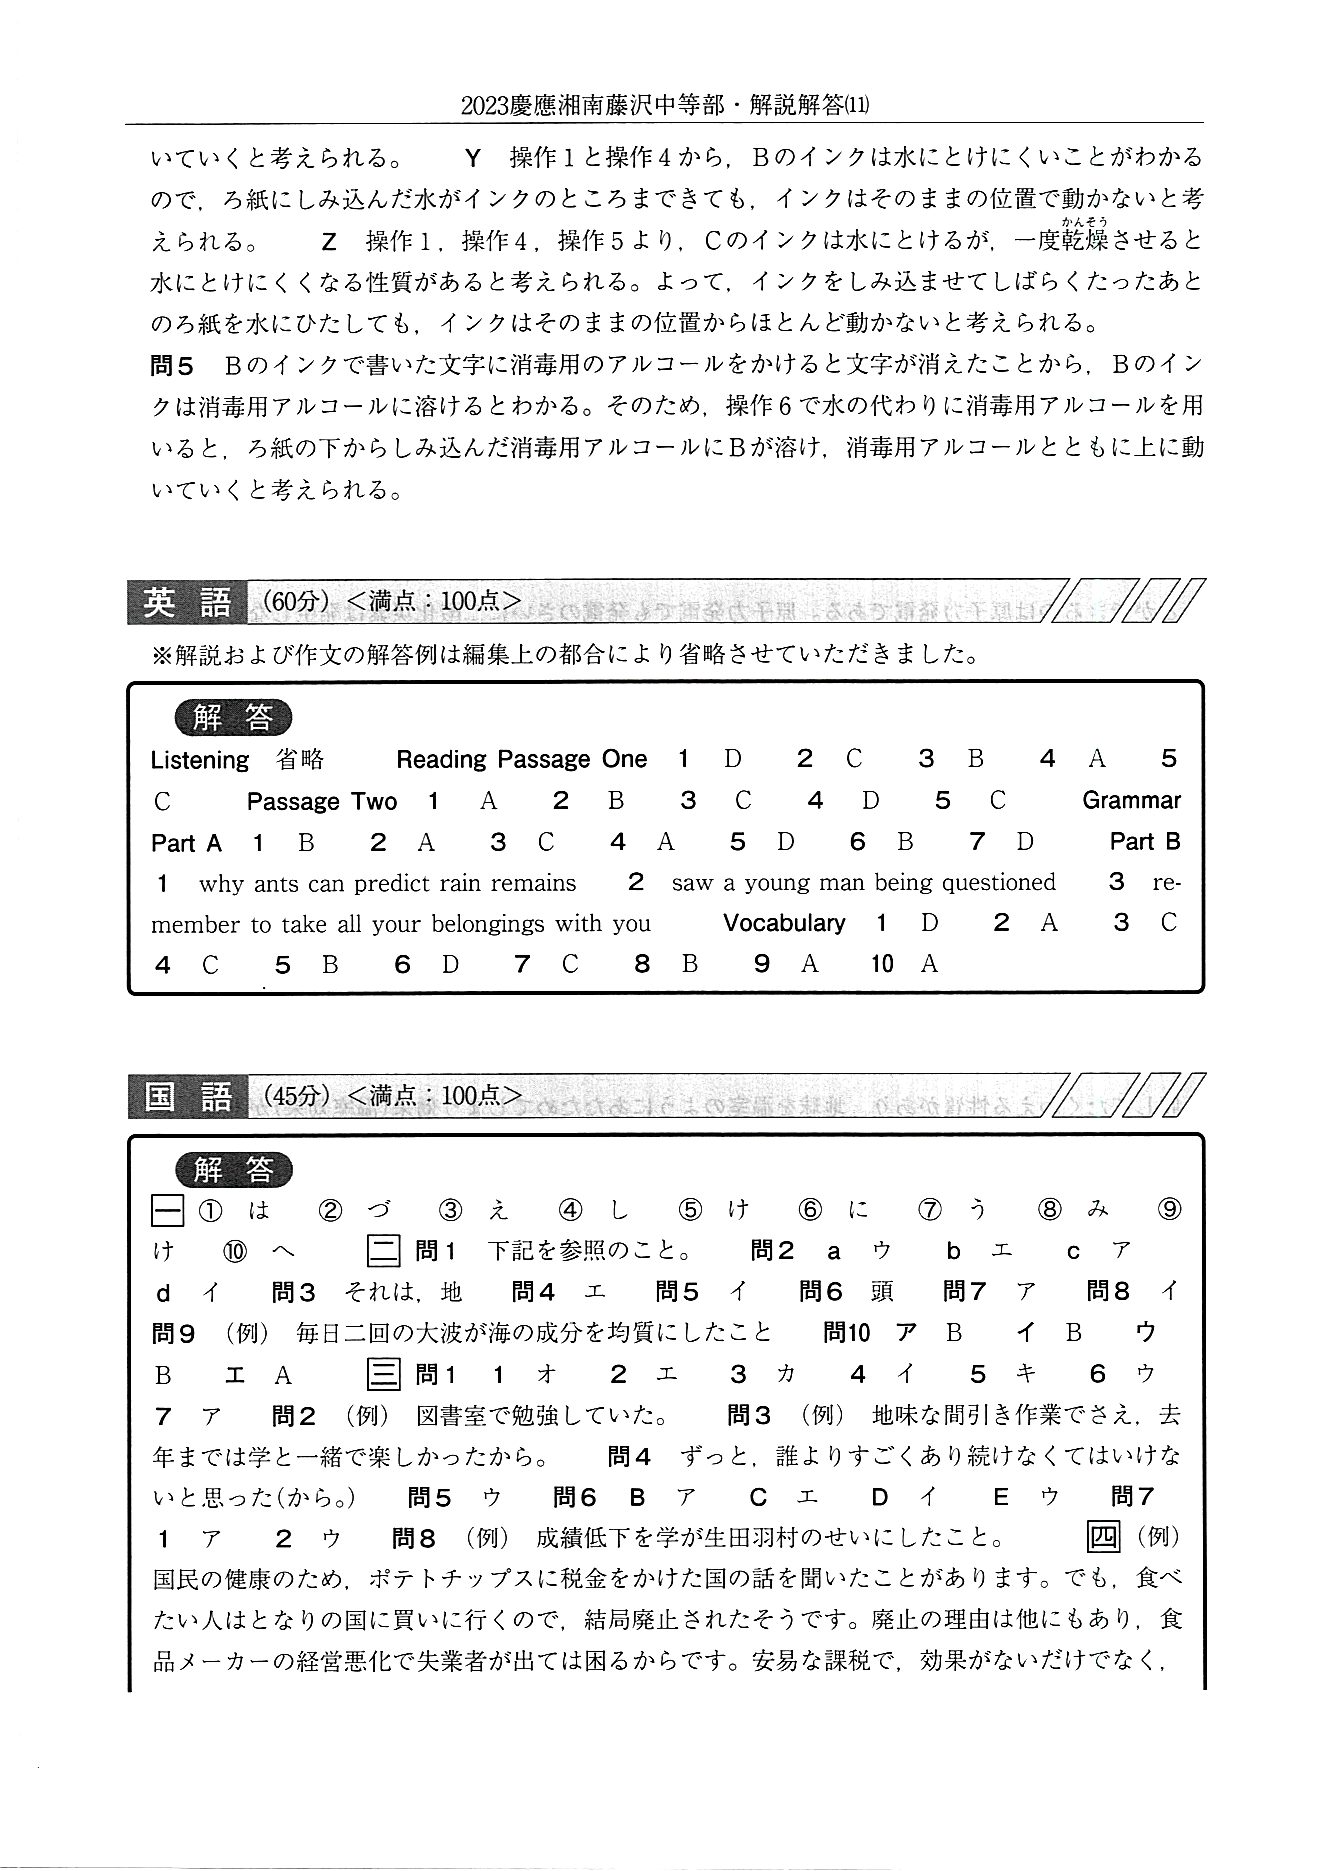 2023慶應湘南藤沢中等部・解説解答(11)
いていくと考えられる。　Y　操作1と操作4から，Bのインクは水にとけにくいことがわかる
ので，ろ紙にしみ込んだ水がインクのところまできても，インクはそのままの位置で動かないと考
かんそう
えられる。　Z　操作1，操作4，操作5より，Cのインクは水にとけるが，一度乾燥させると
水にとけにくくなる性質があると考えられる。よって，インクをしみ込ませてしばらくたったあと
のろ紙を水にひたしても，インクはそのままの位置からほとんど動かないと考えられる。
問5　Bのインクで書いた文字に消毒用のアルコールをかけると文字が消えたことから，Bのイン
クは消毒用アルコールに溶けるとわかる。そのため，操作6で水の代わりに消毒用アルコールを用
いると，ろ紙の下からしみ込んだ消毒用アルコールにBが溶け，消毒用アルコールとともに上に動
いていくと考えられる。
英語 (60分) ＜満点：100点＞
※解説および作文の解答例は編集上の都合により省略させていただきました。
解答
Listening　省略　Reading Passage One　1　D　2　C　3　B　4　A　5
C　Passage Two　1　A　2　B　3　C　4　D　5　C　Grammar
Part A　1　B　2　A　3　C　4　A　5　D　6　B　7　D　Part B
1　why ants can predict rain remains　2　saw a young man being questioned　3　re-
member to take all your belongings with you　Vocabulary　1　D　2　A　3　C
4　C　5　B　6　D　7　C　8　B　9　A　10　A
国語 (45分) ＜満点：100点＞
解答
一　①　は　②　づ　③　え　④　し　⑤　け　⑥　に　⑦　う　⑧　み　⑨
け　⑩　へ　二　問1　下記を参照のこと。　問2　a　ウ　b　エ　c　ア
d　イ　問3　それは，地　問4　エ　問5　イ　問6　頭　問7　ア　問8　イ
問9　(例)　毎日二回の大波が海の成分を均質にしたこと　問10　ア　B　イ　B　ウ
B　エ　A　三　問1　1　オ　2　エ　3　カ　4　イ　5　キ　6　ウ
7　ア　問2　(例)　図書室で勉強していた。　問3　(例)　地味な間引き作業でさえ，去
年までは学と一緒で楽しかったから。　問4　ずっと，誰よりすごくあり続けなくてはいけな
いと思った(から。)　問5　ウ　問6　B　ア　C　エ　D　イ　E　ウ　問7
1　ア　2　ウ　問8　(例)　成績低下を学が生田羽村のせいにしたこと。　四　(例)
国民の健康のため，ポテトチップスに税金をかけた国の話を聞いたことがあります。でも，食べ
たい人はとなりの国に買いに行くので，結局廃止されたそうです。廃止の理由は他にもあり，食
品メーカーの経営悪化で失業者が出ては困るからです。安易な課税で，効果がないだけでなく，